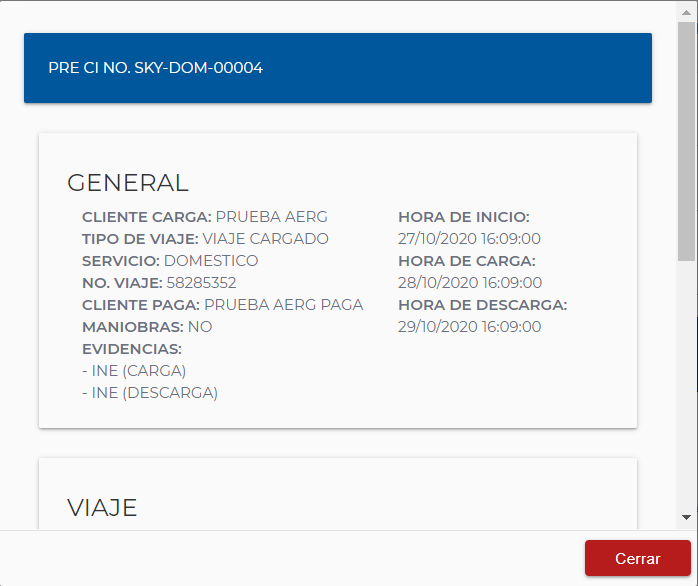 PRE CI NO. SKY-DOM-00004
GENERAL
CLIENTE CARGA: PRUEBA AERG
TIPO DE VIAJE: VIAJE CARGADO
SERVICIO: DOMESTICO
NO. VIAJE: 58285352
CLIENTE PAGA: PRUEBA AERG PAGA
MANIOBRAS: NO
EVIDENCIAS:
- INE (CARGA)
- INE (DESCARGA)
HORA DE INICIO:
27/10/2020 16:09:00
HORA DE CARGA:
28/10/2020 16:09:00
HORA DE DESCARGA:
29/10/2020 16:09:00
VIAJE
Cerrar